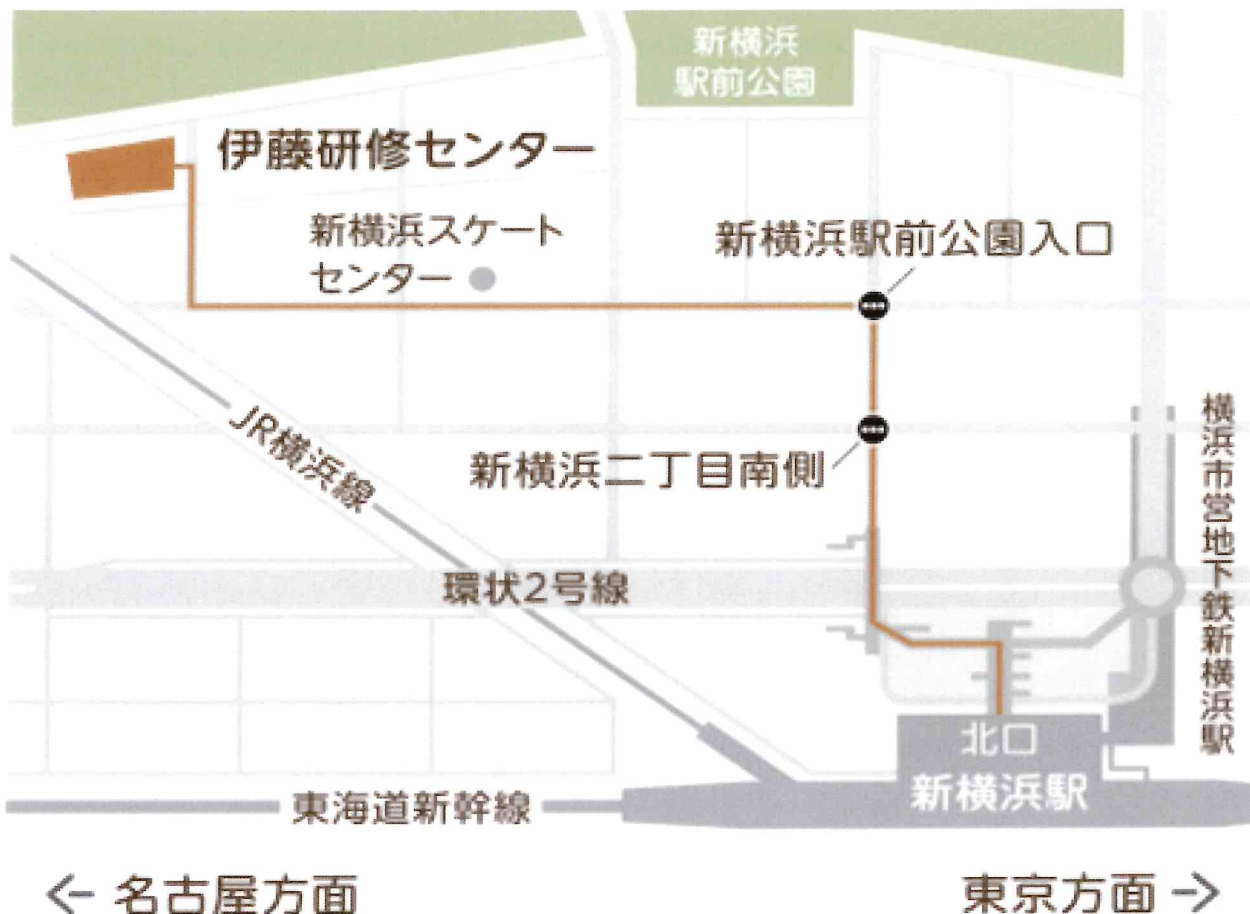 新横浜
駅前公園
伊藤研修センター
新横浜スケート
センター
新横浜駅前公園入口
JR横浜線
新横浜二丁目南側
横浜市営地下鉄新横浜駅
環状2号線
北口
新横浜駅
東海道新幹線
← 名古屋方面
東京方面 →